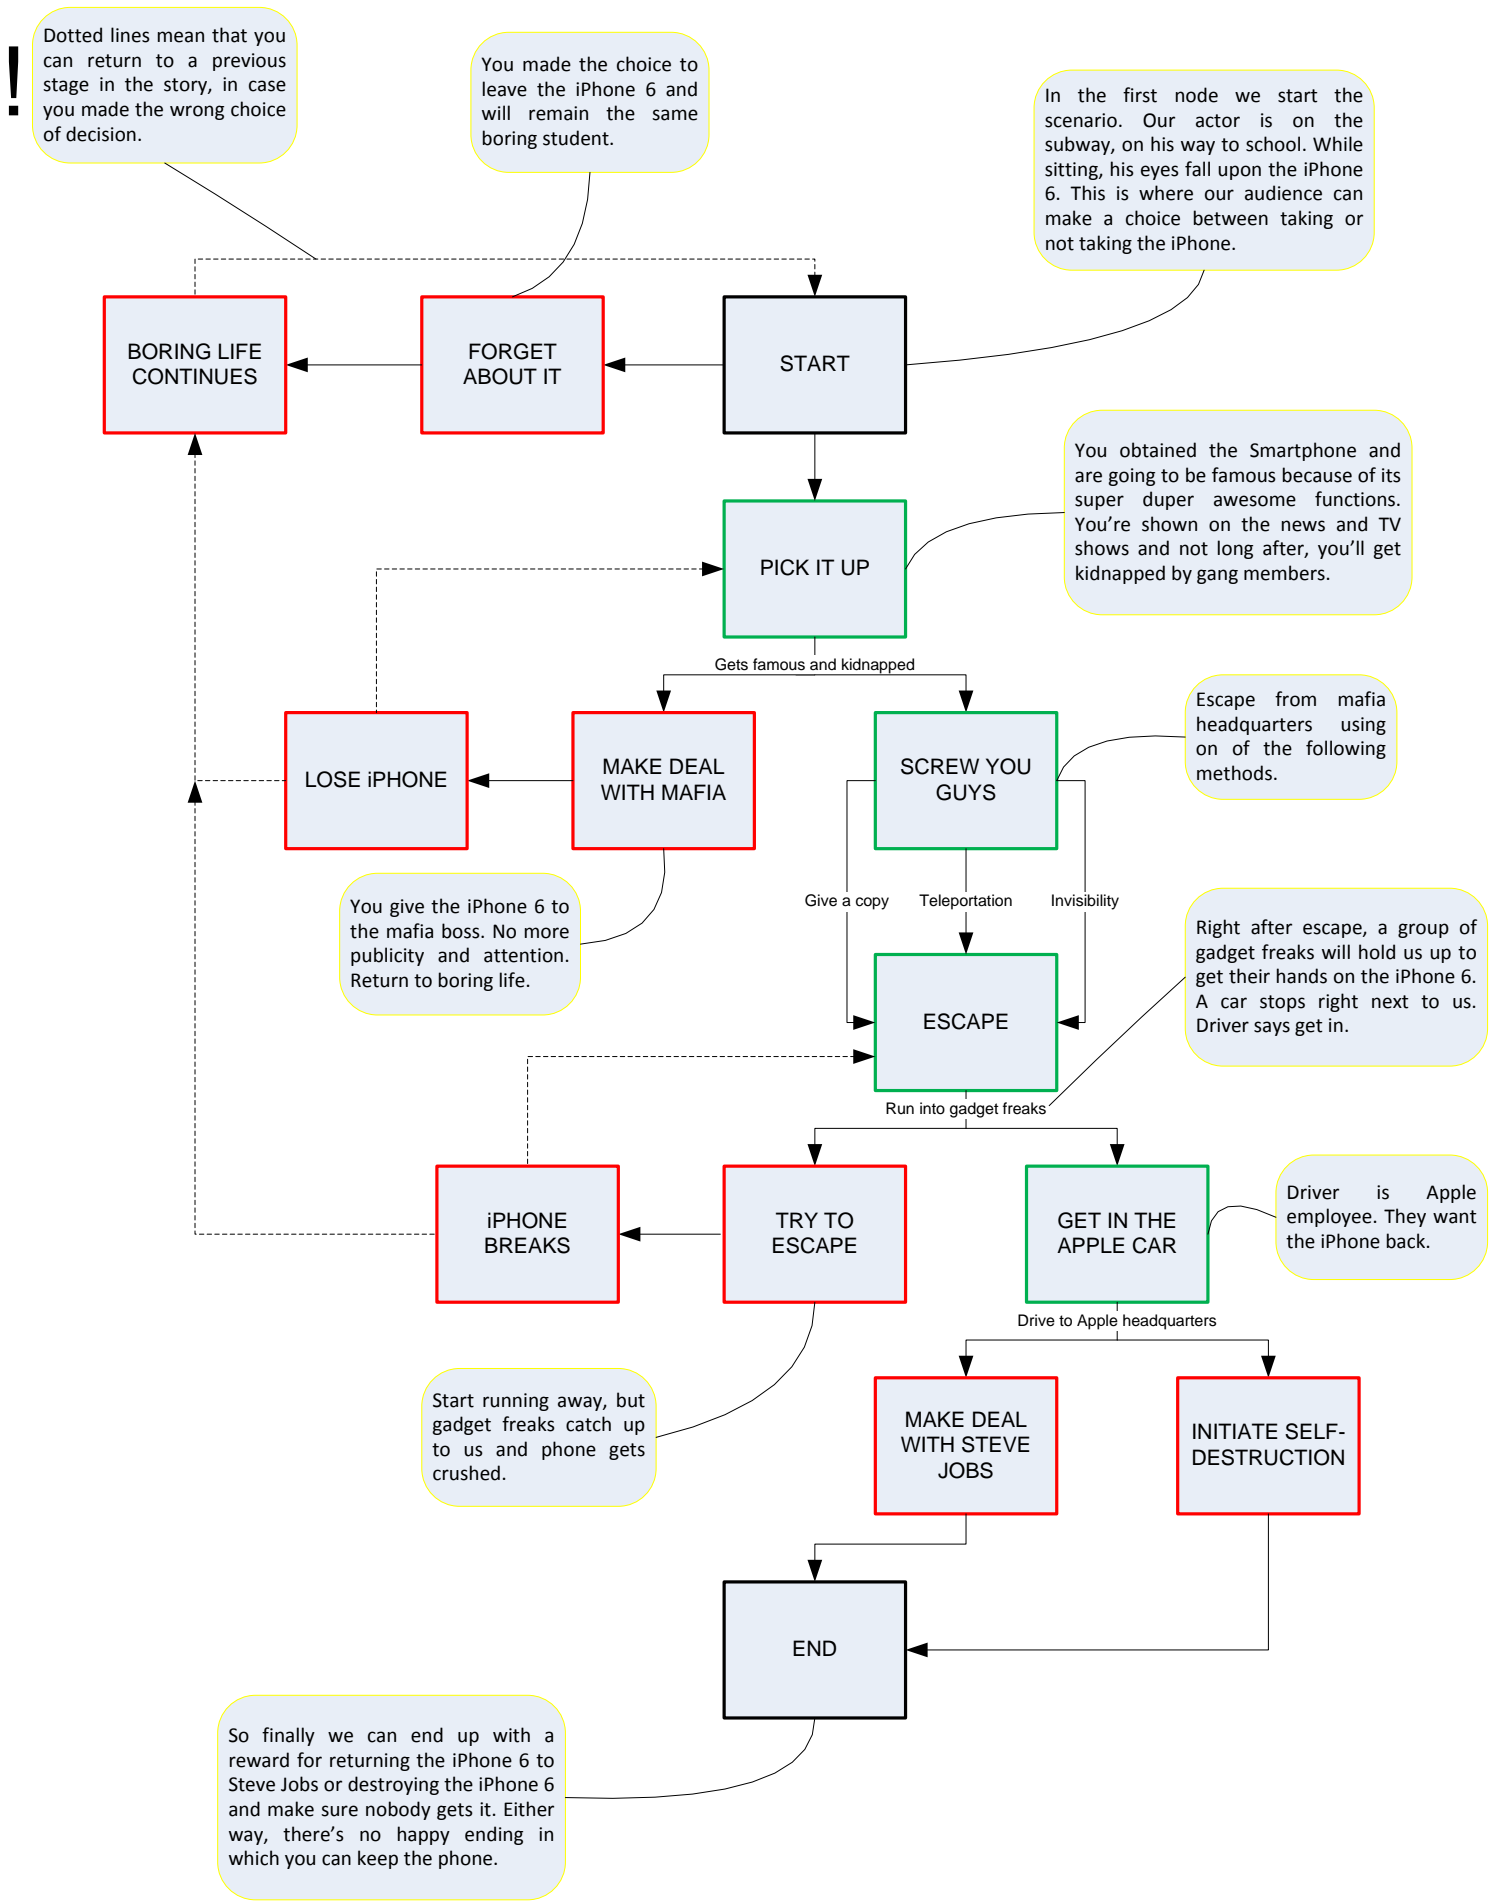 !
Dotted lines mean that you
can return to a previous
stage in the story, in case
you made the wrong choice
of decision.
You made the choice to
leave the iPhone 6 and
will remain the same
boring student.
In the first node we start the
scenario. Our actor is on the
subway, on his way to school. While
sitting, his eyes fall upon the iPhone
6. This is where our audience can
make a choice between taking or
not taking the iPhone.
BORING LIFE
CONTINUES
FORGET
ABOUT IT
START
You obtained the Smartphone and
are going to be famous because of its
super duper awesome functions.
You’re shown on the news and TV
shows and not long after, you’ll get
kidnapped by gang members.
PICK IT UP
Gets famous and kidnapped
Escape from mafia
headquarters using
on of the following
methods.
LOSE iPHONE
MAKE DEAL
WITH MAFIA
SCREW YOU
GUYS
You give the iPhone 6 to
the mafia boss. No more
publicity and attention.
Return to boring life.
Give a copy
Teleportation
Invisibility
Right after escape, a group of
gadget freaks will hold us up to
get their hands on the iPhone 6.
A car stops right next to us.
Driver says get in.
ESCAPE
Run into gadget freaks
iPHONE
BREAKS
TRY TO
ESCAPE
GET IN THE
APPLE CAR
Driver is Apple
employee. They want
the iPhone back.
Drive to Apple headquarters
Start running away, but
gadget freaks catch up
to us and phone gets
crushed.
MAKE DEAL
WITH STEVE
JOBS
INITIATE SELF-
DESTRUCTION
END
So finally we can end up with a
reward for returning the iPhone 6 to
Steve Jobs or destroying the iPhone 6
and make sure nobody gets it. Either
way, there’s no happy ending in
which you can keep the phone.